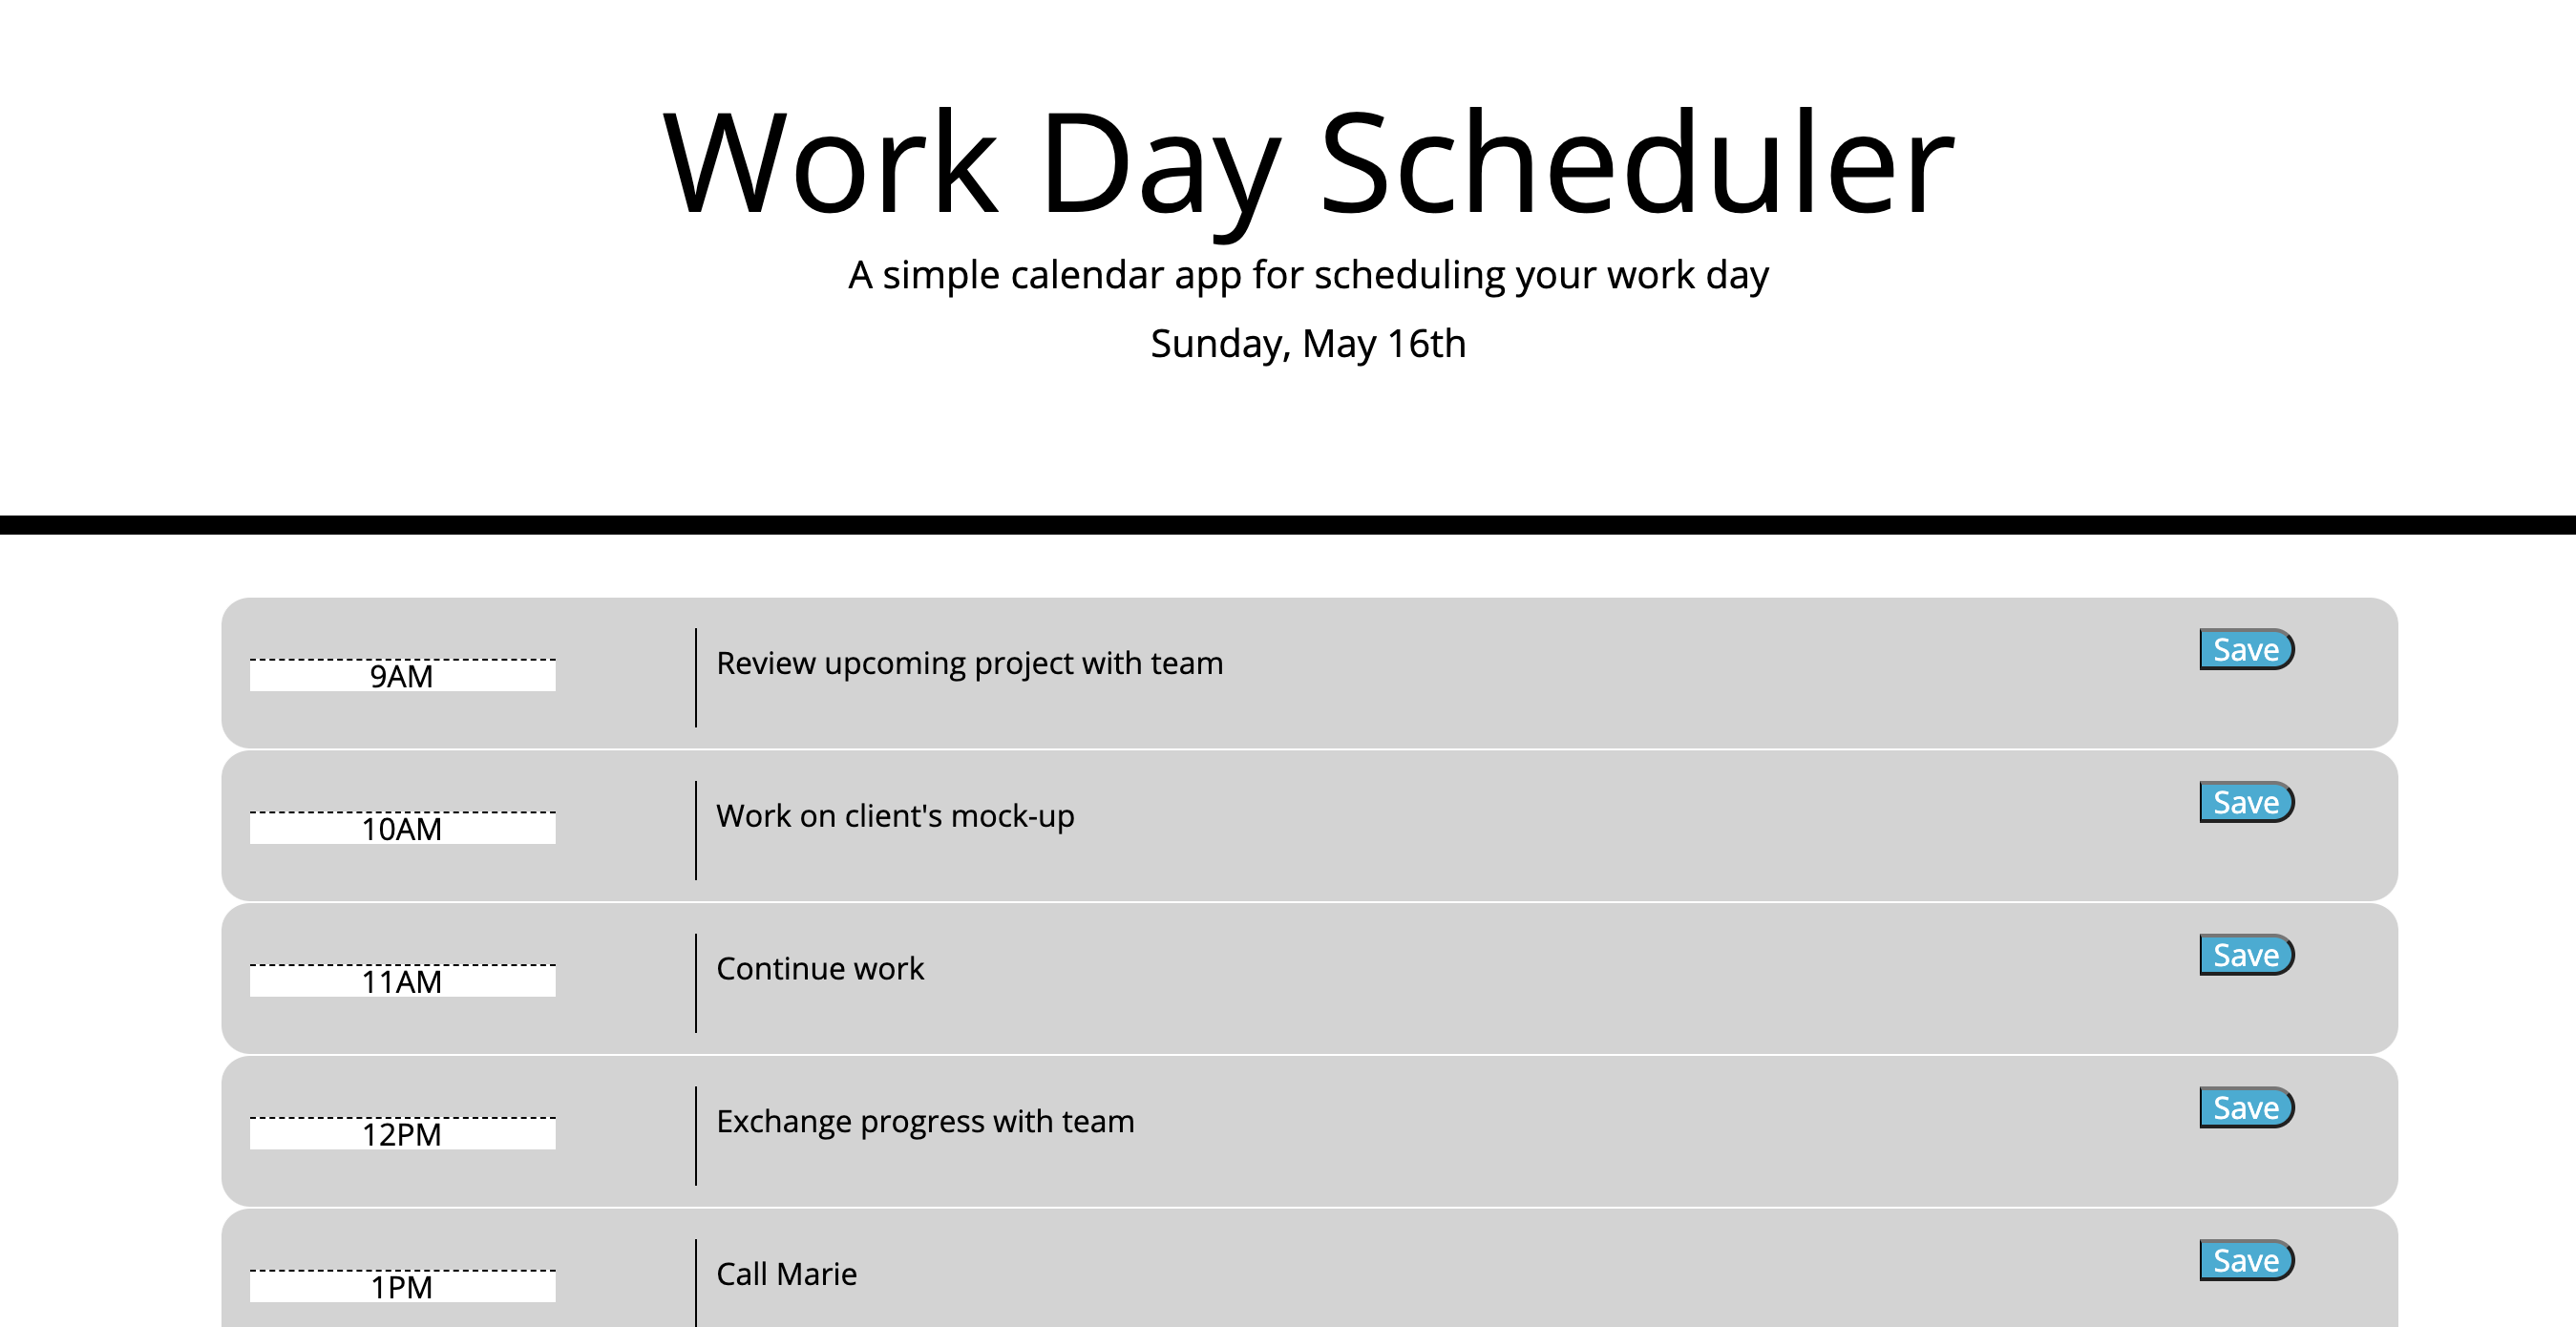 Work Day Scheduler
A simple calendar app for scheduling your work day
Sunday, May 16th
9AM Review upcoming project with team Save
10AM Work on client's mock-up Save
11AM Continue work Save
12PM Exchange progress with team Save
1PM Call Marie Save